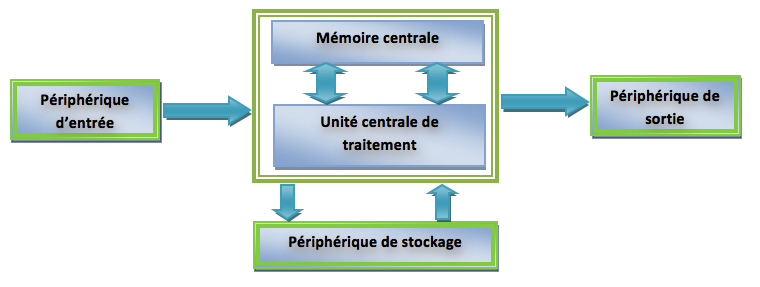 Mémoire centrale
Périphérique
d’entrée
Unité centrale de
traitement
Périphérique de
sortie
Périphérique de stockage